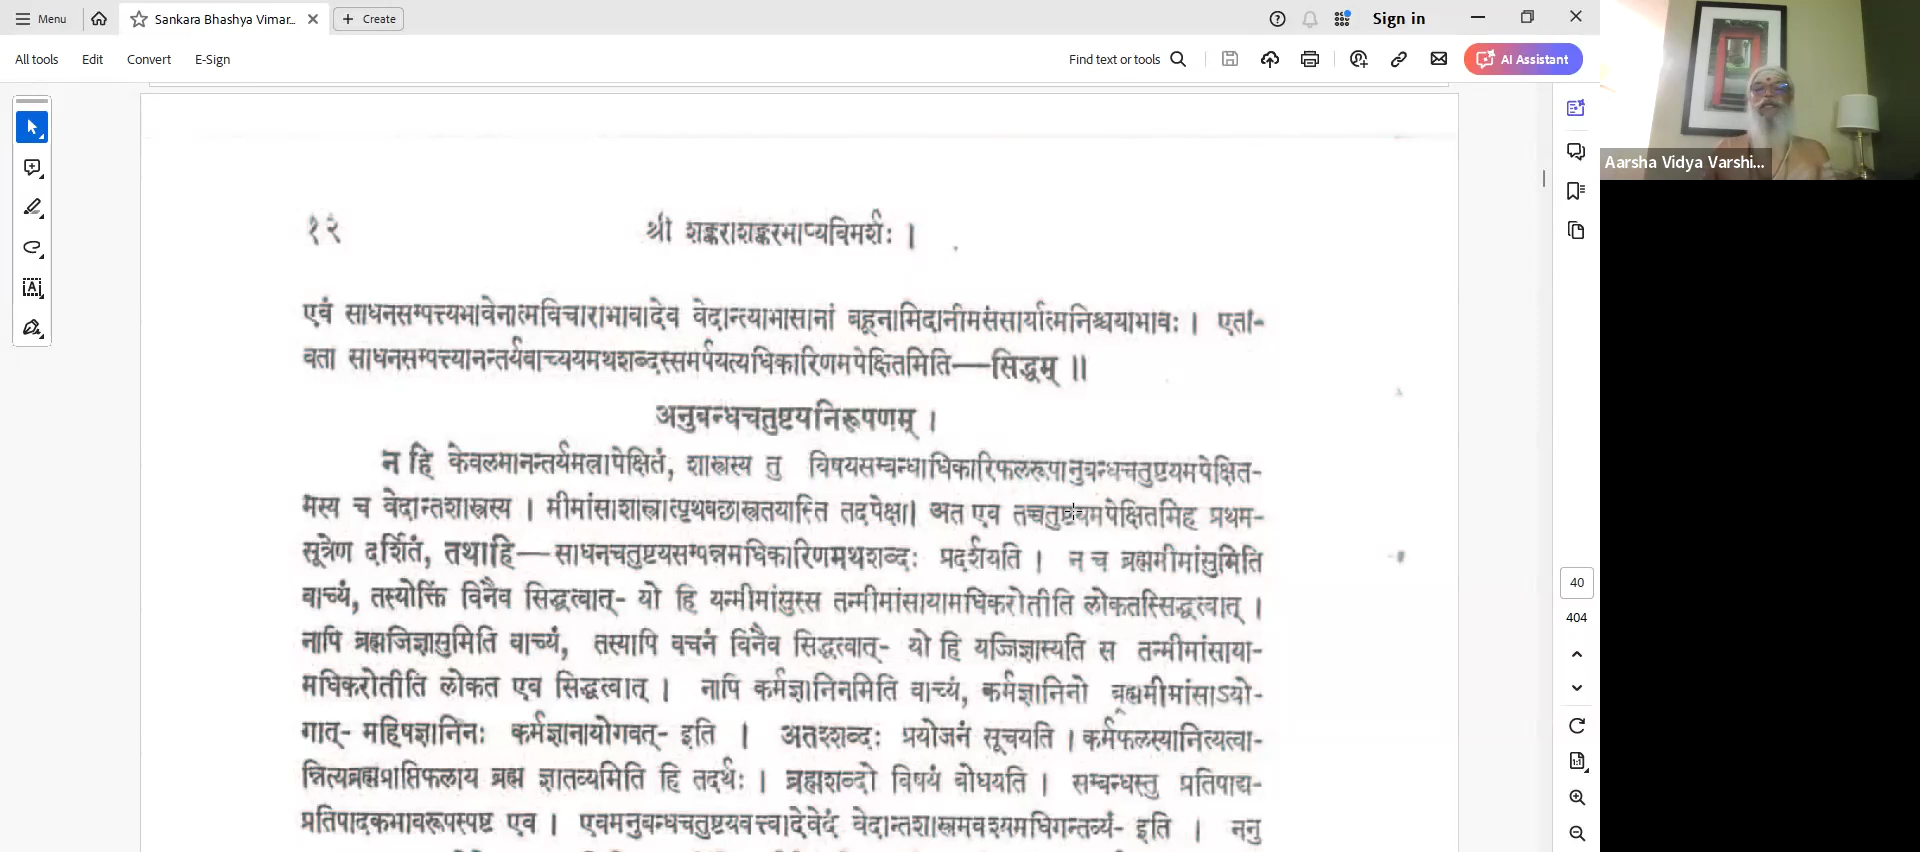 Menu
Sankara Bhashya Vimar...
Create
Sign in
All tools
Edit
Convert
E-Sign
Find text or tools
AI Assistant
Aarsha Vidya Varshi...
१२
श्री शङ्कराशङ्करभाष्यविमर्शः ।
एवं साधनसम्पत्त्यभावेनात्मविचाराभावादेव वेदान्त्याभासानां बहूनामिदानीमसंसार्यात्मनिश्चयाभावः । एता-
वता साधनसम्पत्त्यानन्तर्यवाच्ययमथशब्दस्समर्पयत्यधिकारिणमपेक्षितमिति—सिद्धम् ॥
अनुबन्धचतुष्टयनिरूपणम् ।
न हि केवलमानन्तर्यमत्रापेक्षितं, शास्त्रस्य तु विषयसम्बन्धाधिकारिफलरूपानुबन्धचतुष्टयमपेक्षित-
मस्य च वेदान्तशास्त्रस्य । मीमांसाशास्त्रात्पृथक्छास्त्रतयास्ति तदपेक्षा। अत एव तच्चतुष्टयमपेक्षितमिह प्रथम-
सूत्रेण दर्शितं, तथाहि—साधनचतुष्टयसम्पन्नमधिकारिणमथशब्दः प्रदर्शयति । न च ब्रह्ममीमांसुमिति
वाच्यं, तस्योक्तिं विनैव सिद्धत्वात्- यो हि यन्मीमांसुस्स तन्मीमांसायामधिकरोतीति लोकतस्सिद्धत्वात् ।
नापि ब्रह्मजिज्ञासुमिति वाच्यं, तस्यापि वचनं विनैव सिद्धत्वात्- यो हि यज्जिज्ञास्यति स तन्मीमांसाया-
मधिकरोतीति लोकत एव सिद्धत्वात् । नापि कर्मज्ञानिनमिति वाच्यं, कर्मज्ञानिनो ब्रह्ममीमांसाऽयो-
गात्- महिषज्ञानिनः कर्मज्ञानायोगवत्- इति । अतश्शब्दः प्रयोजनं सूचयति । कर्मफलस्यानित्यत्वा-
न्नित्यब्रह्मप्राप्तिफलाय ब्रह्म ज्ञातव्यमिति हि तदर्थः । ब्रह्मशब्दो विषयं बोधयति । सम्बन्धस्तु प्रतिपाद्य-
प्रतिपादकभावरूपस्पष्ट एव । एवमनुबन्धचतुष्टयवत्त्वादेवेदं वेदान्तशास्त्रमवश्यमधिगन्तव्यं- इति । ननु
40
404